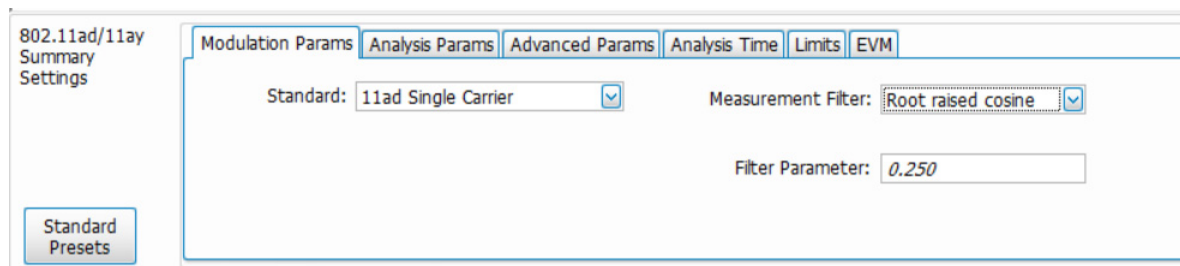 802.11ad/11ay
Summary
Settings
Modulation Params Analysis Params Advanced Params Analysis Time Limits EVM
Standard: 11ad Single Carrier Measurement Filter: Root raised cosine
Filter Parameter: 0.250
Standard
Presets